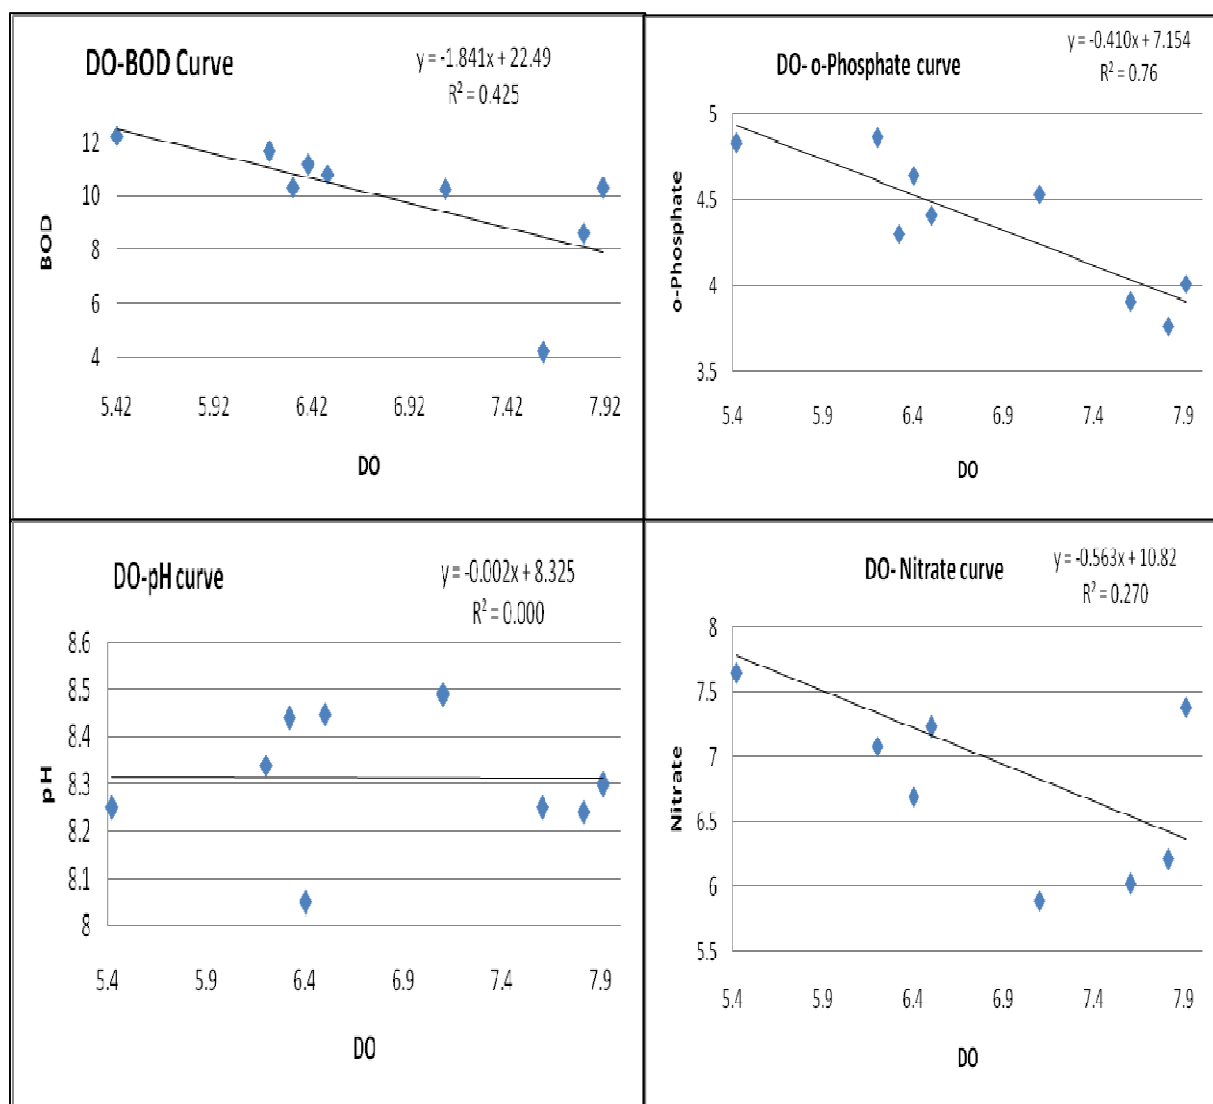 DO-BOD Curve
y = -1.841x + 22.49
R² = 0.425
12
10
8
6
4
BOD
5.42 5.92 6.42 6.92 7.42 7.92
DO
DO- o-Phosphate curve
y = -0.410x + 7.154
R² = 0.76
5
4.5
4
3.5
o-Phosphate
5.4 5.9 6.4 6.9 7.4 7.9
DO
DO-pH curve
y = -0.002x + 8.325
R² = 0.000
8.6
8.5
8.4
8.3
8.2
8.1
8
pH
5.4 5.9 6.4 6.9 7.4 7.9
DO
DO- Nitrate curve
y = -0.563x + 10.82
R² = 0.270
8
7.5
7
6.5
6
5.5
Nitrate
5.4 5.9 6.4 6.9 7.4 7.9
DO